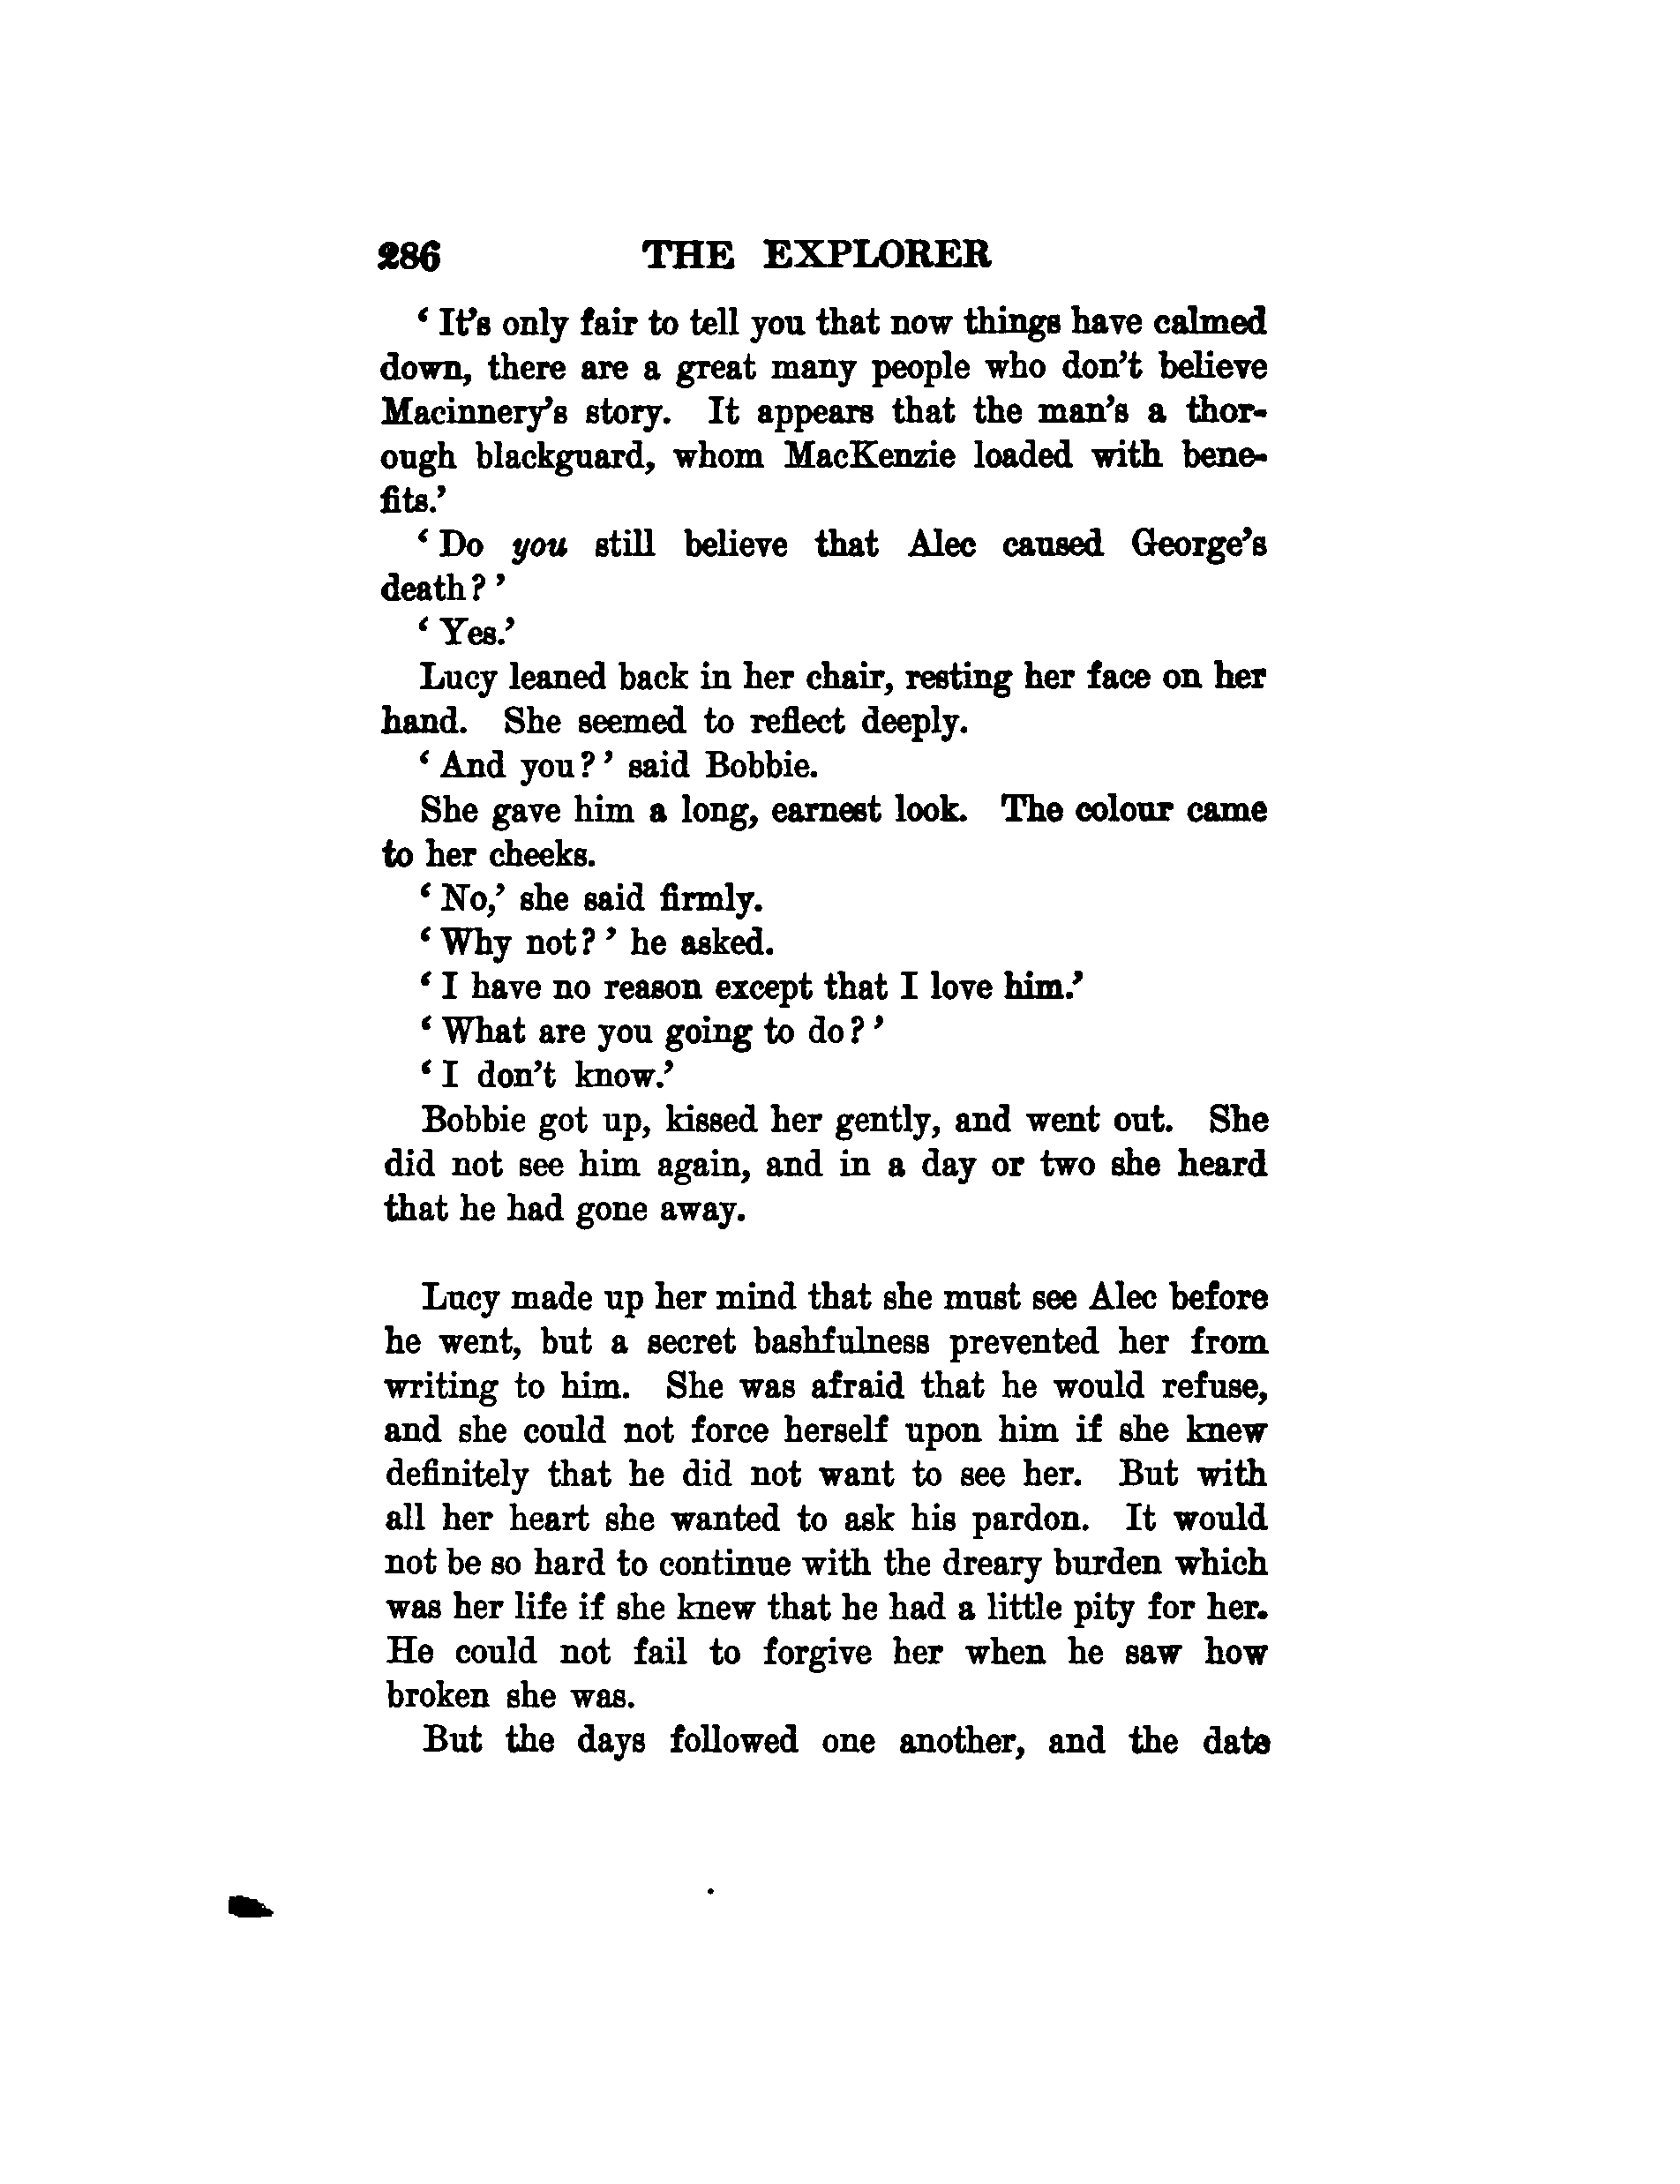 286 THE EXPLORER
‘ It’s only fair to tell you that now things have calmed
down, there are a great many people who don’t believe
Macinnery’s story. It appears that the man’s a thor-
ough blackguard, whom MacKenzie loaded with bene-
fits.’
‘ Do you still believe that Alec caused George’s
death? ’
‘ Yes.’
Lucy leaned back in her chair, resting her face on her
hand. She seemed to reflect deeply.
‘ And you? ’ said Bobbie.
She gave him a long, earnest look. The colour came
to her cheeks.
‘ No,’ she said firmly.
‘ Why not? ’ he asked.
‘ I have no reason except that I love him.’
‘ What are you going to do? ’
‘ I don’t know.’
Bobbie got up, kissed her gently, and went out. She
did not see him again, and in a day or two she heard
that he had gone away.
Lucy made up her mind that she must see Alec before
he went, but a secret bashfulness prevented her from
writing to him. She was afraid that he would refuse,
and she could not force herself upon him if she knew
definitely that he did not want to see her. But with
all her heart she wanted to ask his pardon. It would
not be so hard to continue with the dreary burden which
was her life if she knew that he had a little pity for her.
He could not fail to forgive her when he saw how
broken she was.
But the days followed one another, and the date